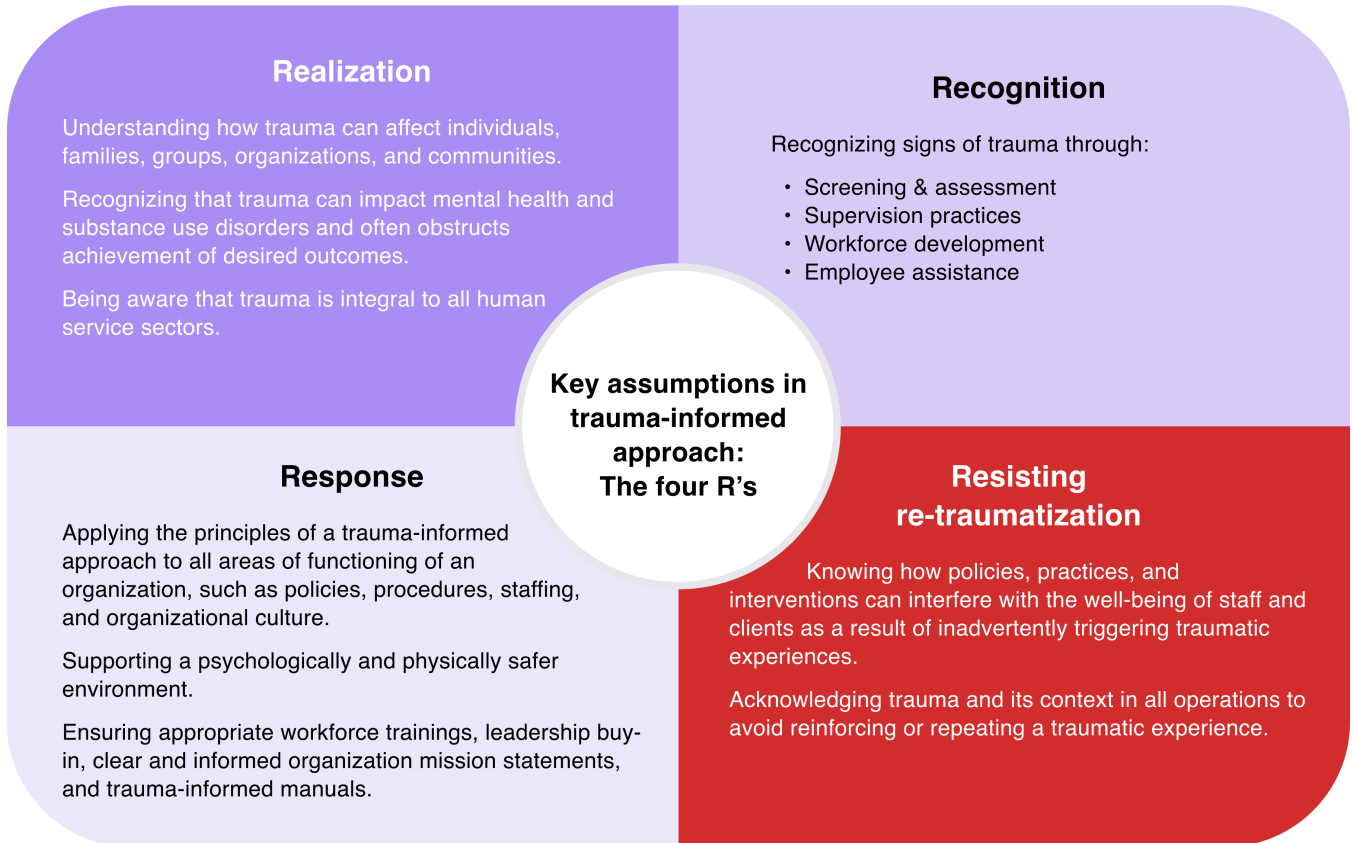 Realization
Understanding how trauma can affect individuals,
families, groups, organizations, and communities.
Recognizing that trauma can impact mental health and
substance use disorders and often obstructs
achievement of desired outcomes.
Being aware that trauma is integral to all human
service sectors.
Recognition
Recognizing signs of trauma through:
• Screening & assessment
• Supervision practices
• Workforce development
• Employee assistance
Key assumptions in
trauma-informed
approach:
The four R’s
Response
Applying the principles of a trauma-informed
approach to all areas of functioning of an
organization, such as policies, procedures, staffing,
and organizational culture.
Supporting a psychologically and physically safer
environment.
Ensuring appropriate workforce trainings, leadership buy-
in, clear and informed organization mission statements,
and trauma-informed manuals.
Resisting
re-traumatization
Knowing how policies, practices, and
interventions can interfere with the well-being of staff and
clients as a result of inadvertently triggering traumatic
experiences.
Acknowledging trauma and its context in all operations to
avoid reinforcing or repeating a traumatic experience.